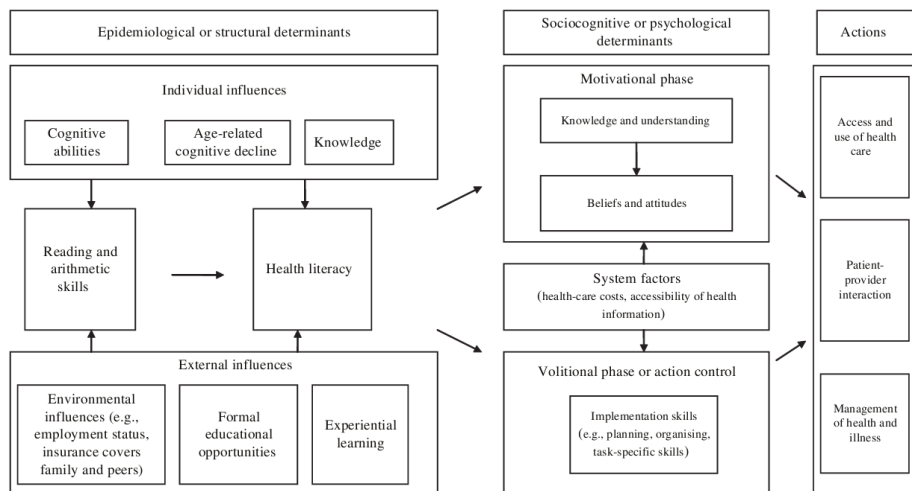 Epidemiological or structural determinants
Individual influences
Cognitive
abilities
Age-related
cognitive decline
Knowledge
Reading and
arithmetic
skills
Health literacy
External influences
Environmental
influences (e.g.,
employment status,
insurance covers
family and peers)
Formal
educational
opportunities
Experiential
learning
Sociocognitive or psychological
determinants
Motivational phase
Knowledge and understanding
Beliefs and attitudes
System factors
(health-care costs, accessibility of health
information)
Volitional phase or action control
Implementation skills
(e.g., planning, organising,
task-specific skills)
Actions
Access and
use of health
care
Patient-
provider
interaction
Management
of health and
illness